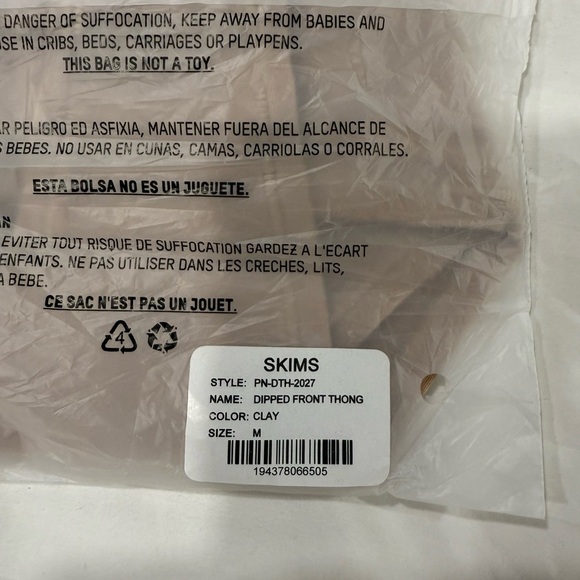 DANGER OF SUFFOCATION, KEEP AWAY FROM BABIES AND
USE IN CRIBS, BEDS, CARRIAGES OR PLAYPENS.
THIS BAG IS NOT A TOY.
PELIGRO ED ASFIXIA, MANTENER FUERA DEL ALCANCE DE
BEBES. NO USAR EN CUNAS, CAMAS, CARRIOLAS O CORRALES.
ESTA BOLSA NO ES UN JUGUETE.
EVITER TOUT RISQUE DE SUFFOCATION GARDEZ A L'ECART
ENFANTS. NE PAS UTILISER DANS LES CRECHES, LITS,
A BEBE.
CE SAC N'EST PAS UN JOUET.
4
SKIMS
STYLE: PN-DTH-2027
NAME: DIPPED FRONT THONG
COLOR: CLAY
SIZE: M
194378066505